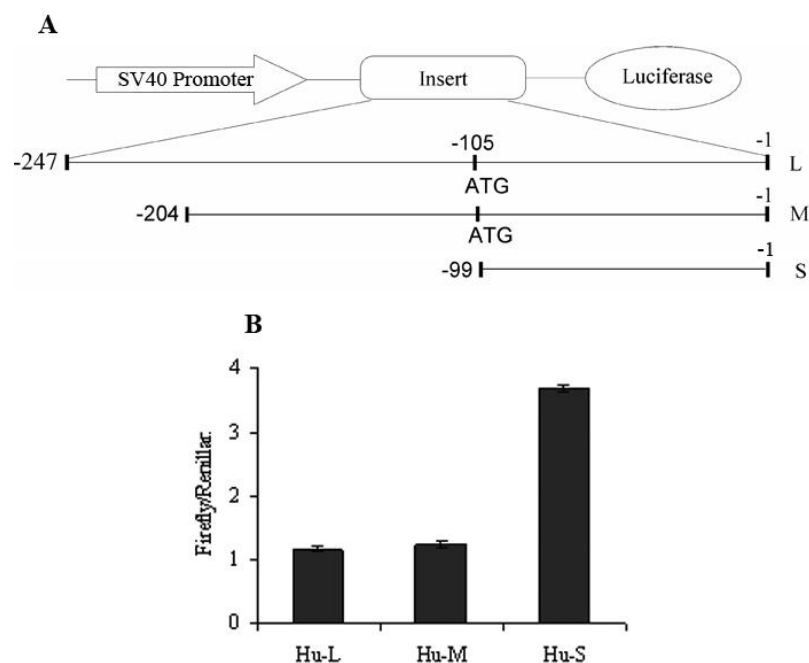 A
SV40 Promoter Insert Luciferase
-247 -105 -1 L
ATG
-204 -1 M
ATG
-99 -1 S
B
4
3
2
1
0
Firefly/Renillar.
Hu-L Hu-M Hu-S